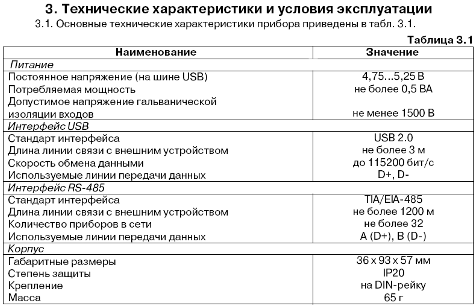 3. Технические характеристики и условия эксплуатации
3.1. Основные технические характеристики прибора приведены в табл. 3.1.
Таблица 3.1
Наименование Значение
Питание
Постоянное напряжение (на шине USB) 4,75...5,25 В
Потребляемая мощность не более 0,5 ВА
Допустимое напряжение гальванической
изоляции входов не менее 1500 В
Интерфейс USB
Стандарт интерфейса USB 2.0
Длина линии связи с внешним устройством не более 3 м
Скорость обмена данными до 115200 бит/с
Используемые линии передачи данных D+, D-
Интерфейс RS-485
Стандарт интерфейса TIA/EIA-485
Длина линии связи с внешним устройством не более 1200 м
Количество приборов в сети не более 32
Используемые линии передачи данных A (D+), B (D-)
Корпус
Габаритные размеры 36 х 93 х 57 мм
Степень защиты IP20
Крепление на DIN-рейку
Масса 65 г